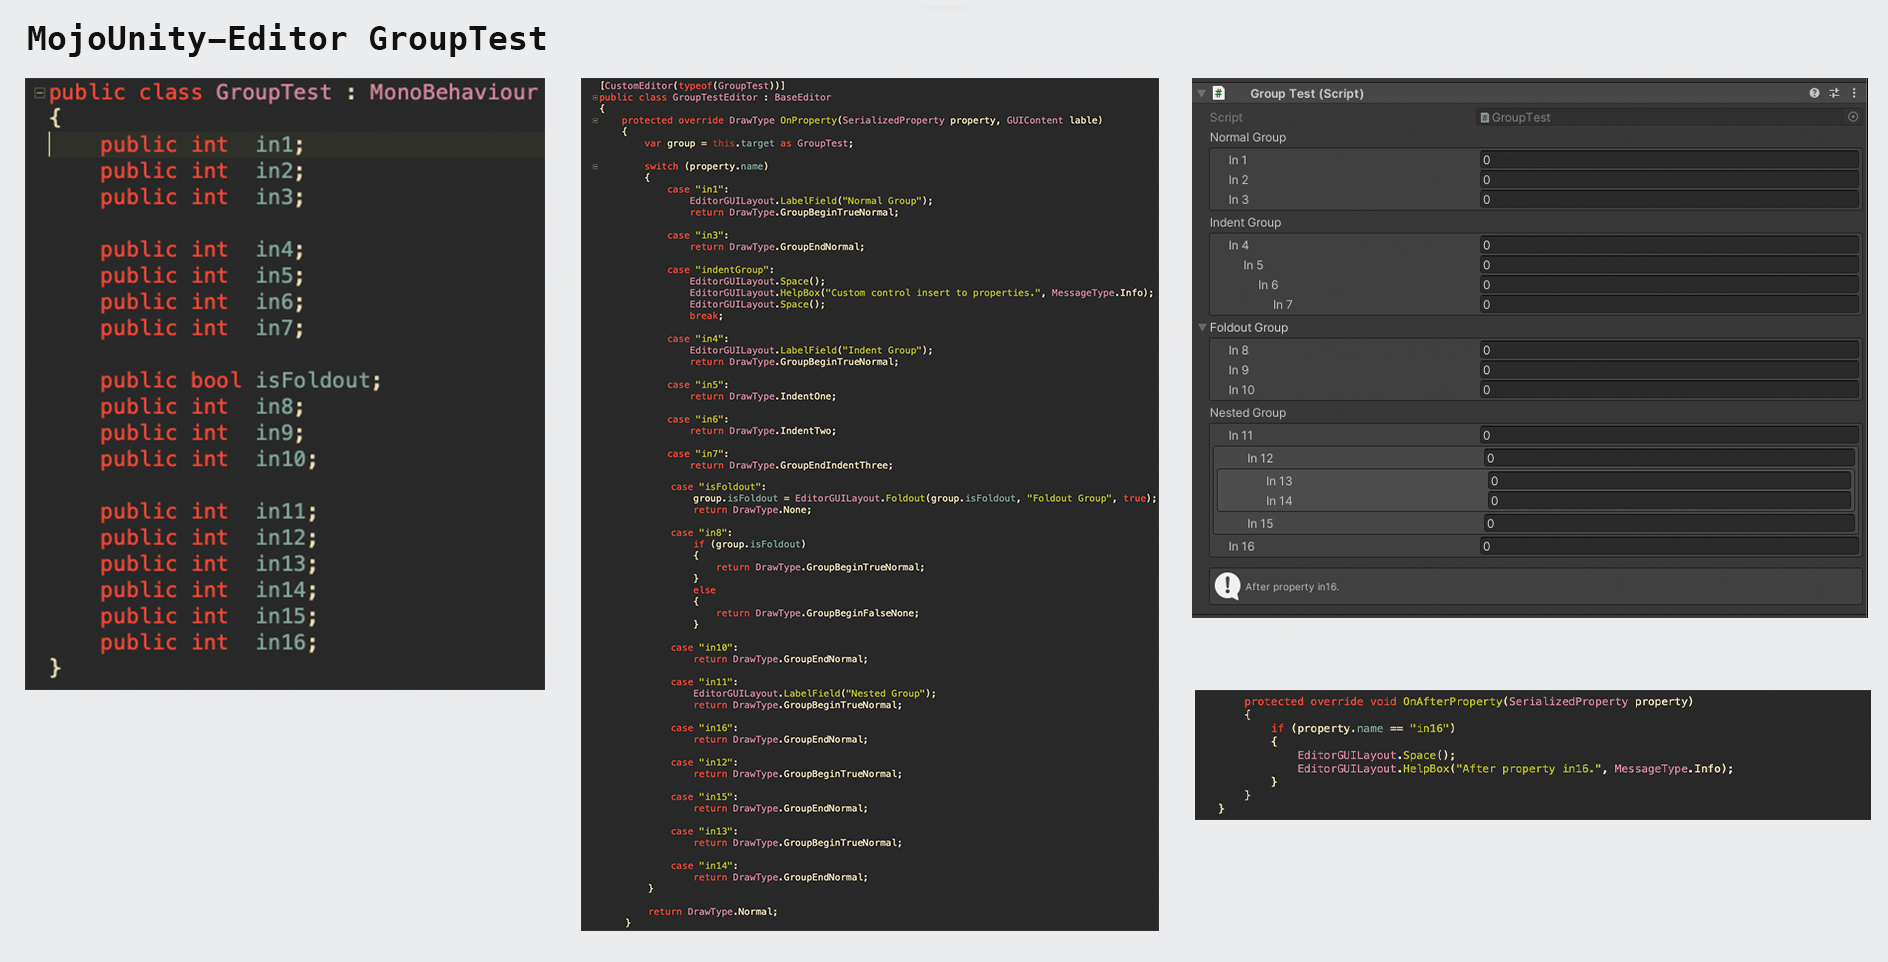 MojoUnity-Editor GroupTest
public class GroupTest : MonoBehaviour
{
public int in1;
public int in2;
public int in3;
public int in4;
public int in5;
public int in6;
public int in7;
public bool isFoldout;
public int in8;
public int in9;
public int in10;
public int in11;
public int in12;
public int in13;
public int in14;
public int in15;
public int in16;
}
[CustomEditor(typeof(GroupTest))]
public class GroupTestEditor : BaseEditor
{
protected override DrawType OnProperty(SerializedProperty property, GUIContent lable)
{
var group = this.target as GroupTest;
switch (property.name)
{
case "in1":
EditorGUILayout.LabelField("Normal Group");
return DrawType.GroupBeginTrueNormal;
case "in3":
return DrawType.GroupEndNormal;
case "indentGroup":
EditorGUILayout.Space();
EditorGUILayout.HelpBox("Custom control insert to properties.", MessageType.Info);
EditorGUILayout.Space();
break;
case "in4":
EditorGUILayout.LabelField("Indent Group");
return DrawType.GroupBeginTrueNormal;
case "in5":
return DrawType.IndentOne;
case "in6":
return DrawType.IndentTwo;
case "in7":
return DrawType.GroupEndIndentThree;
case "isFoldout":
group.isFoldout = EditorGUILayout.Foldout(group.isFoldout, "Foldout Group", true);
return DrawType.None;
case "in8":
if (group.isFoldout)
{
return DrawType.GroupBeginTrueNormal;
}
else
{
return DrawType.GroupBeginFalseNone;
}
case "in10":
return DrawType.GroupEndNormal;
case "in11":
EditorGUILayout.LabelField("Nested Group");
return DrawType.GroupBeginTrueNormal;
case "in16":
return DrawType.GroupEndNormal;
case "in12":
return DrawType.GroupBeginTrueNormal;
case "in15":
return DrawType.GroupEndNormal;
case "in13":
return DrawType.GroupBeginTrueNormal;
case "in14":
return DrawType.GroupEndNormal;
}
return DrawType.Normal;
}
# Group Test (Script)
Script # GroupTest
Normal Group
In 1 0
In 2 0
In 3 0
Indent Group
In 4 0
In 5 0
In 6 0
In 7 0
Foldout Group
In 8 0
In 9 0
In 10 0
Nested Group
In 11 0
In 12 0
In 13 0
In 14 0
In 15 0
In 16 0
After property in16.
protected override void OnAfterProperty(SerializedProperty property)
{
if (property.name == "in16")
{
EditorGUILayout.Space();
EditorGUILayout.HelpBox("After property in16.", MessageType.Info);
}
}
}